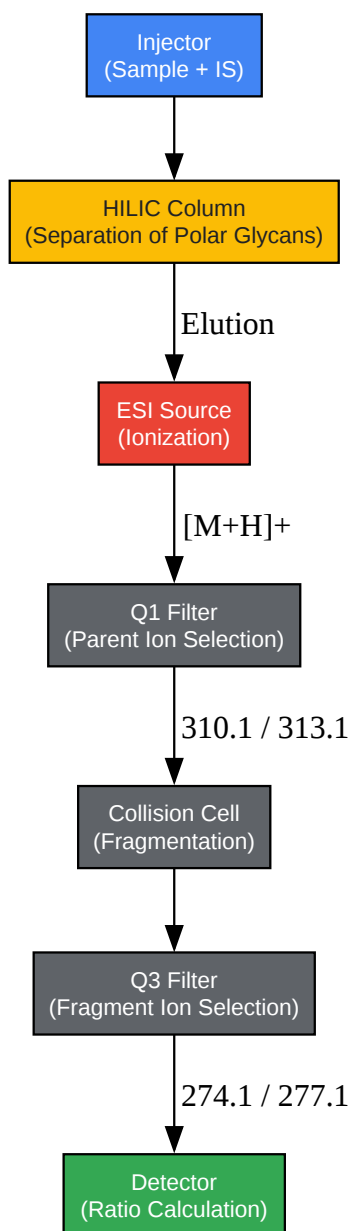 Injector
(Sample + IS)
HILIC Column
(Separation of Polar Glycans)
Elution
ESI Source
(Ionization)
[M+H]+
Q1 Filter
(Parent Ion Selection)
310.1 / 313.1
Collision Cell
(Fragmentation)
Q3 Filter
(Fragment Ion Selection)
274.1 / 277.1
Detector
(Ratio Calculation)